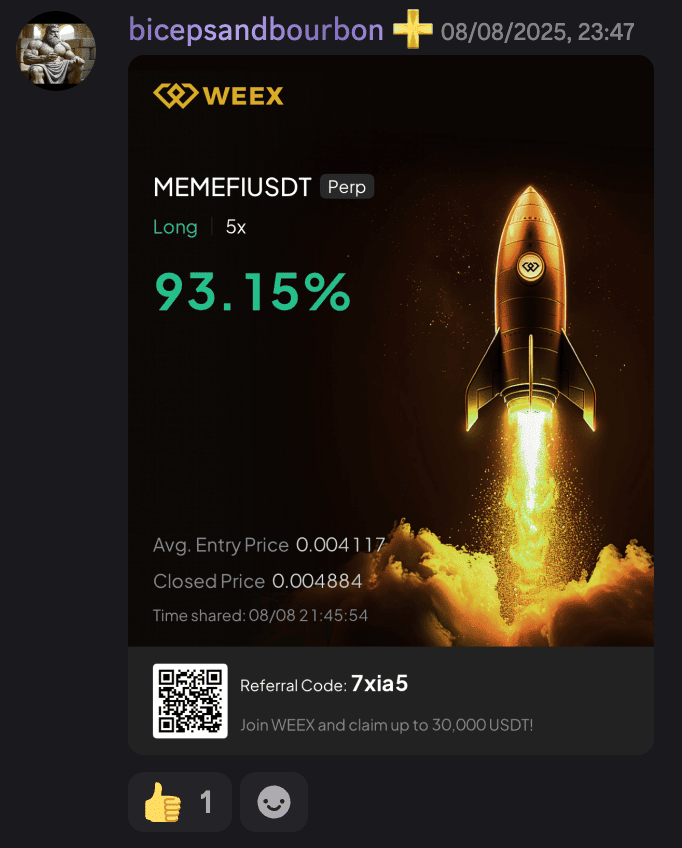 bicepsandbourbon 08/08/2025, 23:47
WEEX
MEMEFIUSDT Perp
Long 5x
93.15%
Avg. Entry Price 0.004117
Closed Price 0.004884
Time shared: 08/08 21:45:54
Referral Code: 7xia5
Join WEEX and claim up to 30,000 USDT!
1